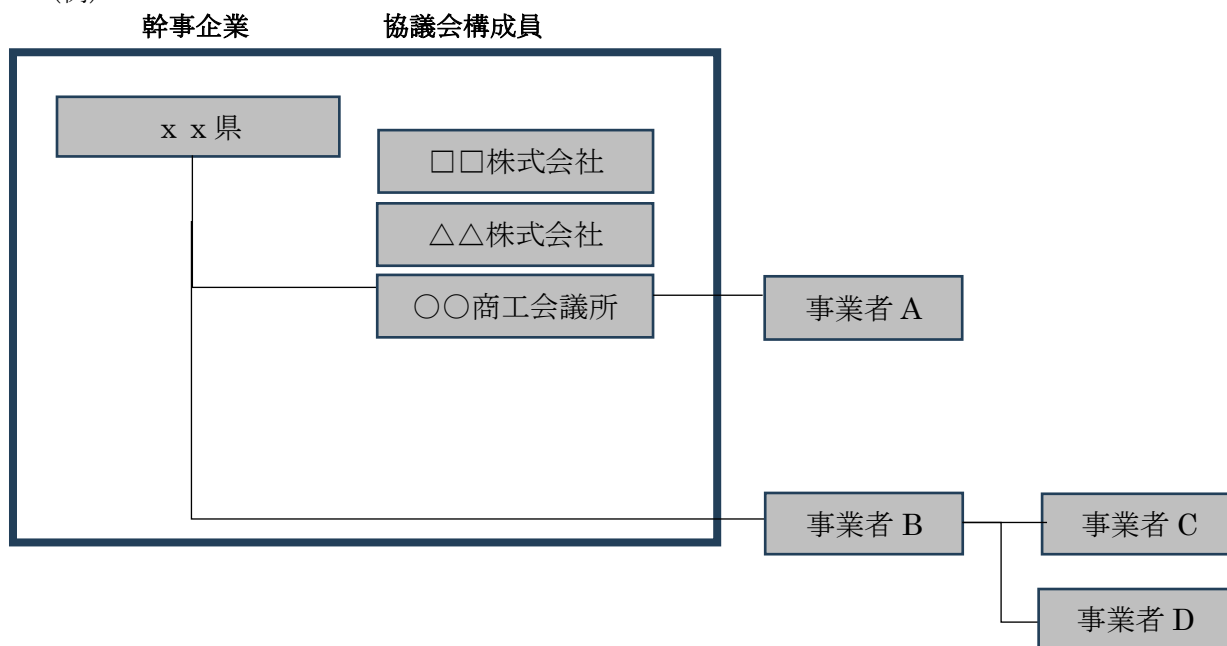 (例)
幹事企業 協議会構成員
ｘｘ県
□□株式会社
△△株式会社
○○商工会議所
事業者 A
事業者 B
事業者 C
事業者 D